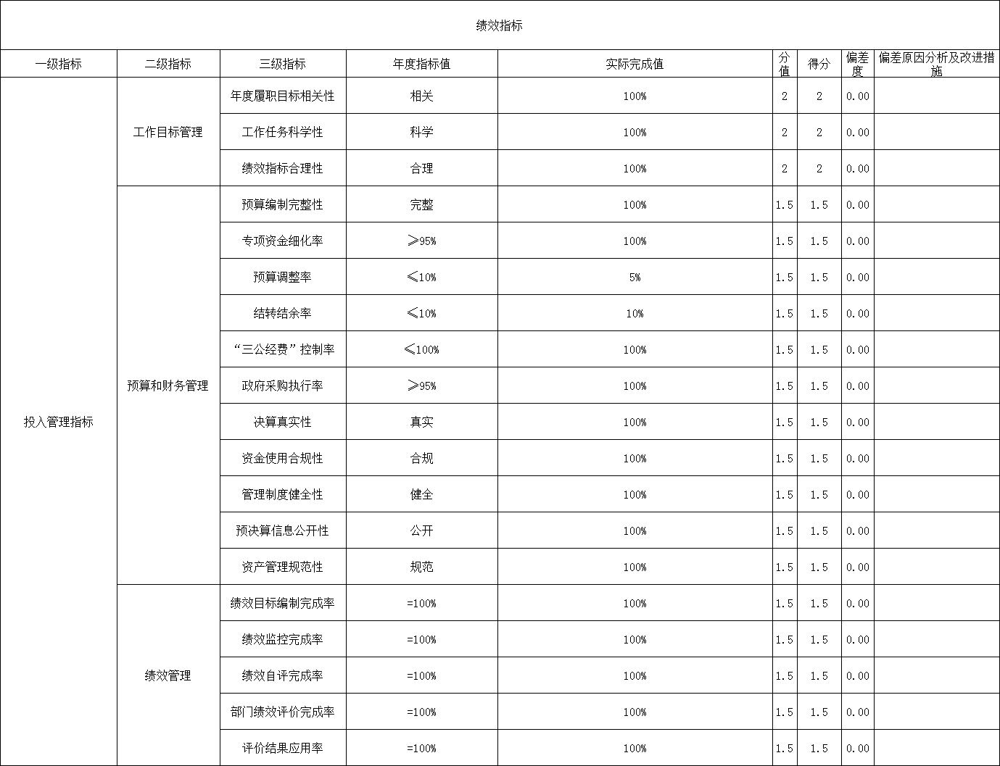 绩效指标
一级指标 二级指标 三级指标 年度指标值 实际完成值 分值 得分 偏差度 偏差原因分析及改进措施
投入管理指标 工作目标管理 年度履职目标相关性 相关 100% 2 2 0.00
工作任务科学性 科学 100% 2 2 0.00
绩效指标合理性 合理 100% 2 2 0.00
预算和财务管理 预算编制完整性 完整 100% 1.5 1.5 0.00
专项资金细化率 ≥95% 100% 1.5 1.5 0.00
预算调整率 ≤10% 5% 1.5 1.5 0.00
结转结余率 ≤10% 10% 1.5 1.5 0.00
“三公经费”控制率 ≤100% 100% 1.5 1.5 0.00
政府采购执行率 ≥95% 100% 1.5 1.5 0.00
决算真实性 真实 100% 1.5 1.5 0.00
资金使用合规性 合规 100% 1.5 1.5 0.00
管理制度健全性 健全 100% 1.5 1.5 0.00
预决算信息公开性 公开 100% 1.5 1.5 0.00
资产管理规范性 规范 100% 1.5 1.5 0.00
绩效管理 绩效目标编制完成率 =100% 100% 1.5 1.5 0.00
绩效监控完成率 =100% 100% 1.5 1.5 0.00
绩效自评完成率 =100% 100% 1.5 1.5 0.00
部门绩效评价完成率 =100% 100% 1.5 1.5 0.00
评价结果应用率 =100% 100% 1.5 1.5 0.00